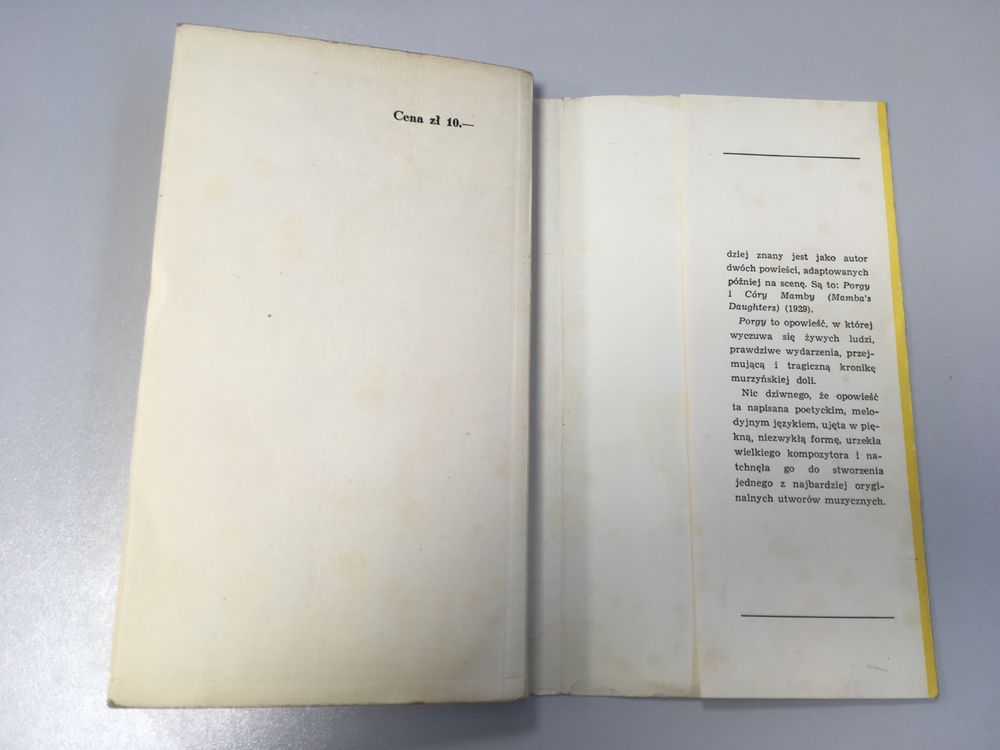 Cena zł 10.—
dziej znany jest jako autor
dwóch powieści, adaptowanych
później na scenę. Są to: Porgy
i Córy Mamby (Mamba's
Daughters) (1929).
Porgy to opowieść, w której
wyczuwa się żywych ludzi,
prawdziwe wydarzenia, przej-
mującą i tragiczną kronikę
murzyńskiej doli.
Nic dziwnego, że opowieść
ta napisana poetyckim, melo-
dyjnym językiem, ujęta w pię-
kną, niezwykłą formę, urzekła
wielkiego kompozytora i na-
tchnęła go do stworzenia
jednego z najbardziej orygi-
nalnych utworów muzycznych.